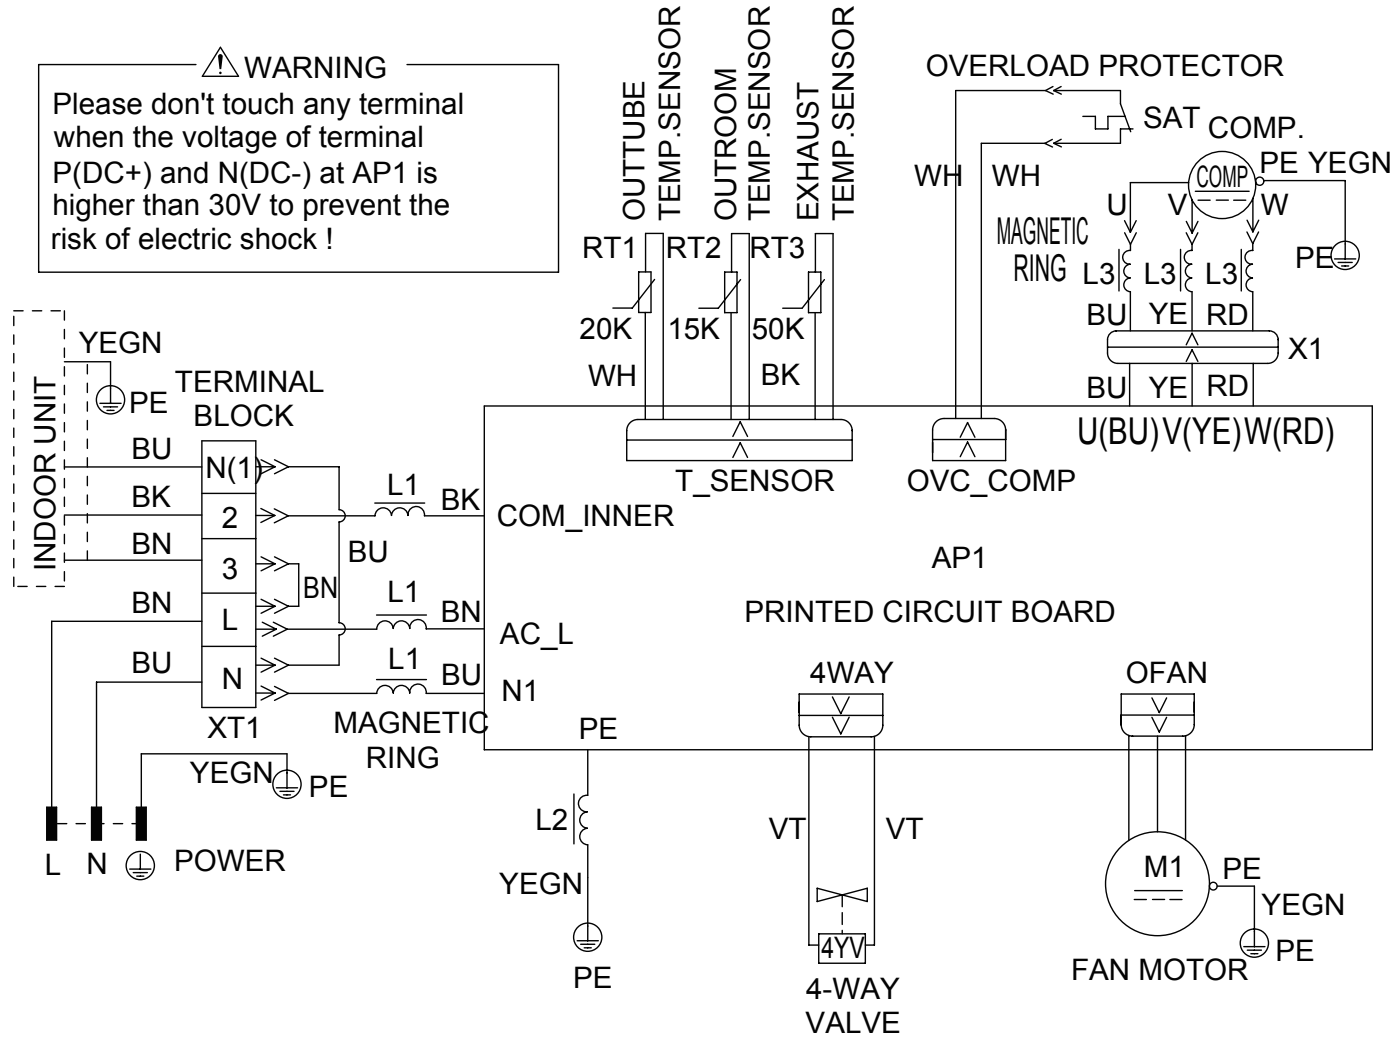 WARNING
Please don't touch any terminal
when the voltage of terminal
P(DC+) and N(DC-) at AP1 is
higher than 30V to prevent the
risk of electric shock !
OUTTUBE
TEMP.SENSOR
OUTROOM
TEMP.SENSOR
EXHAUST
TEMP.SENSOR
RT1
RT2
RT3
20K
15K
50K
WH
BK
OVERLOAD PROTECTOR
SAT
WH
WH
COMP.
COMP
PE YEGN
U
V
W
PE
MAGNETIC
RING
L3
L3
L3
BU
YE
RD
X1
BU
YE
RD
U(BU) V(YE) W(RD)
T_SENSOR
OVC_COMP
INDOOR UNIT
YEGN
PE
TERMINAL
BLOCK
BU
BK
BN
BN
BU
N(1)
2
3
L
N
XT1
BU
BN
L1
BK
COM_INNER
L1
BN
AC_L
L1
BU
N1
MAGNETIC
RING
AP1
PRINTED CIRCUIT BOARD
YEGN
PE
L
N
POWER
PE
L2
YEGN
PE
4WAY
VT
VT
4YV
4-WAY
VALVE
OFAN
M1
PE
YEGN
PE
FAN MOTOR